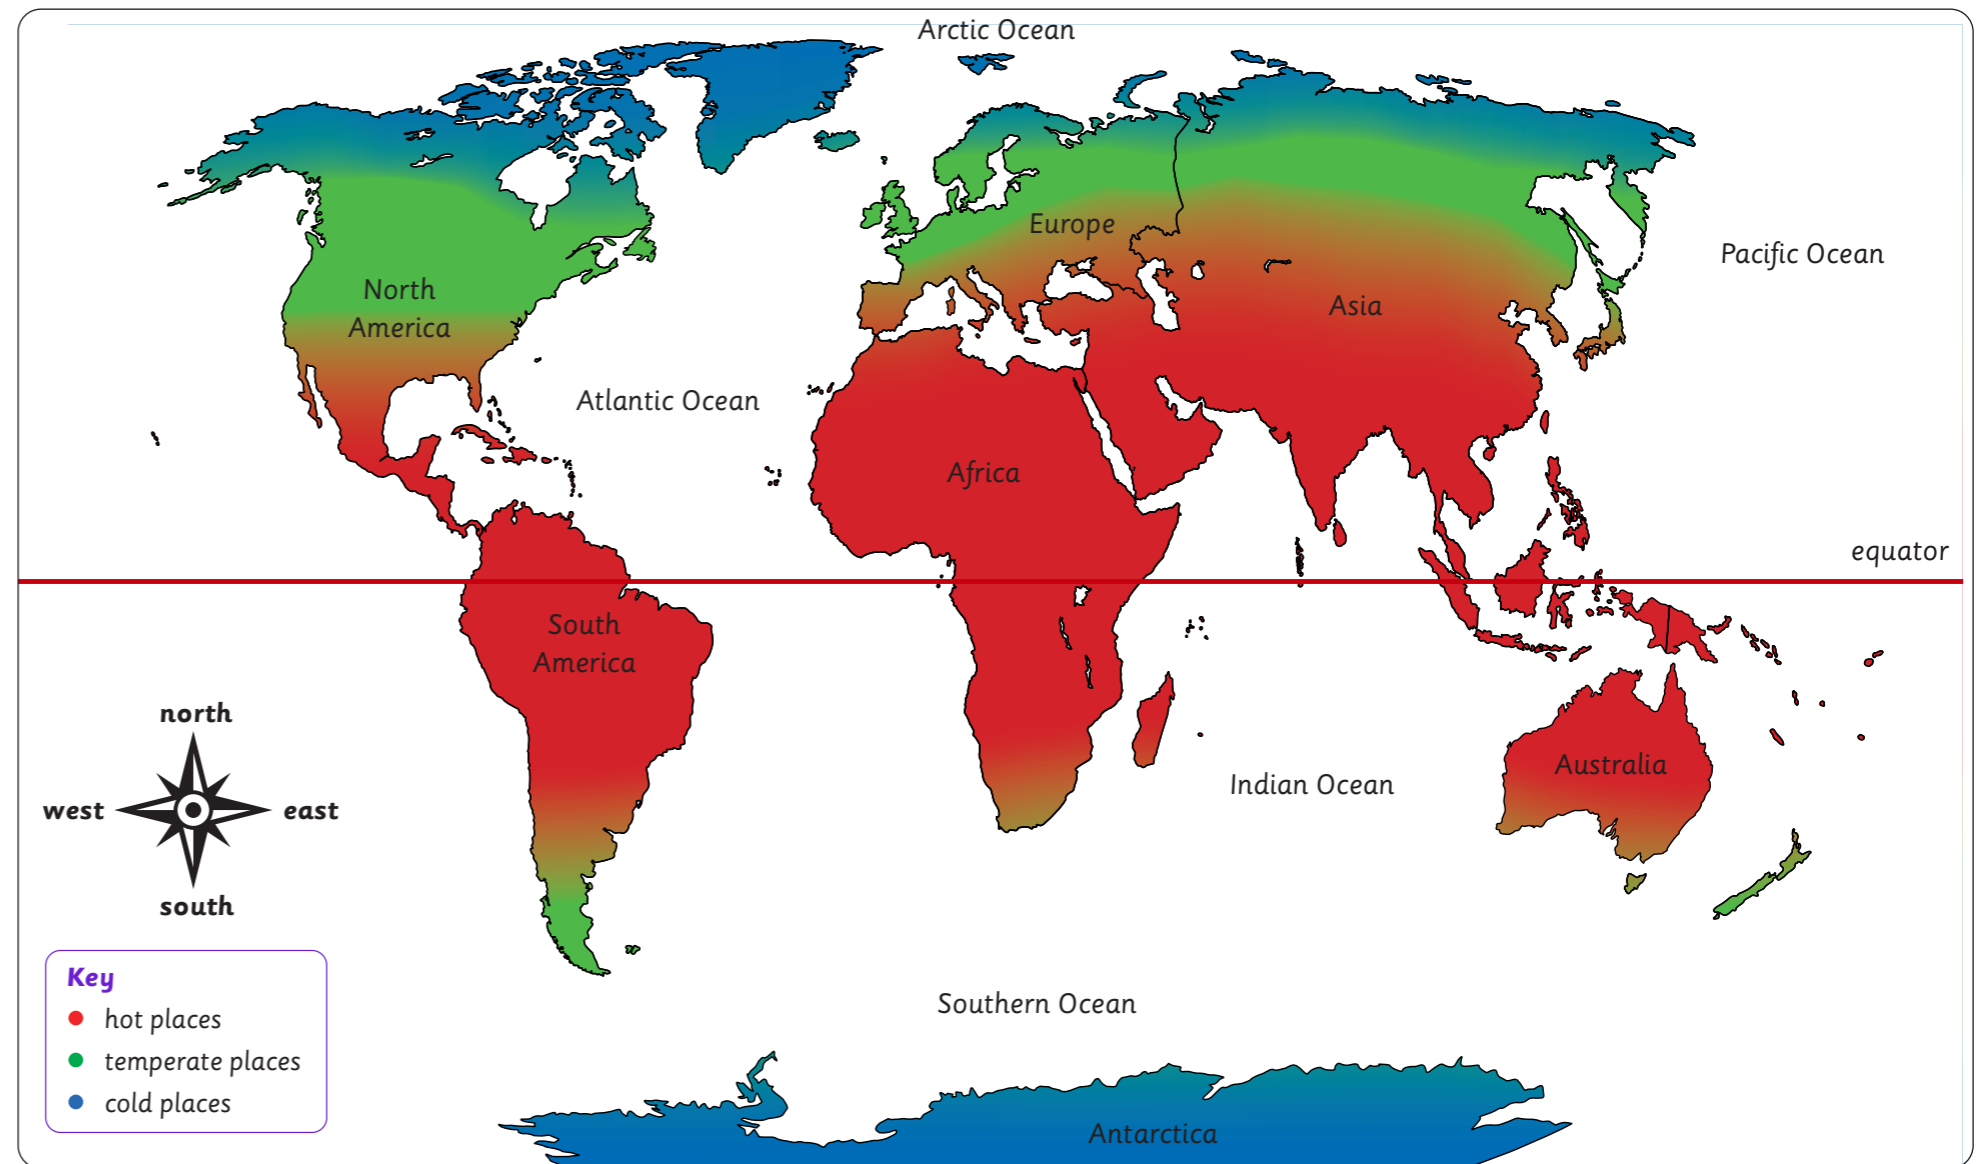 Arctic Ocean
Europe
Pacific Ocean
North
America
Asia
Atlantic Ocean
Africa
equator
South
America
north
Australia
Indian Ocean
west
east
south
Key
hot places
temperate places
cold places
Southern Ocean
Antarctica